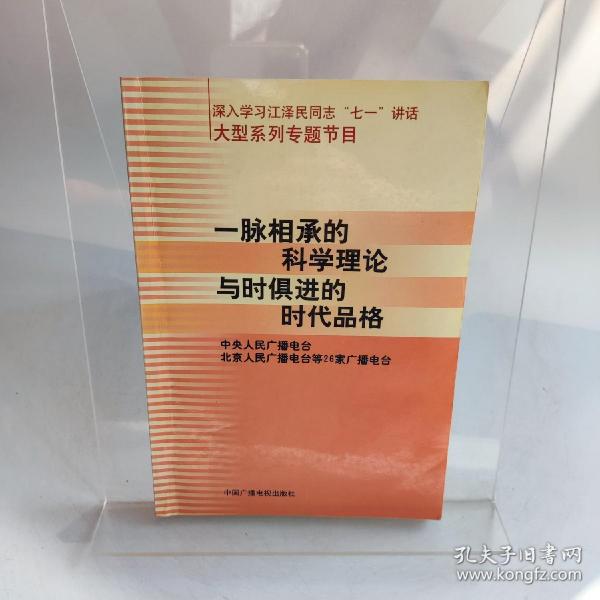 深入学习江泽民同志“七一”讲话
大型系列专题节目
一脉相承的
科学理论
与时俱进的
时代品格
中央人民广播电台
北京人民广播电台等26家广播电台
中国广播电视出版社
孔夫子旧书网
www.kongfz.com